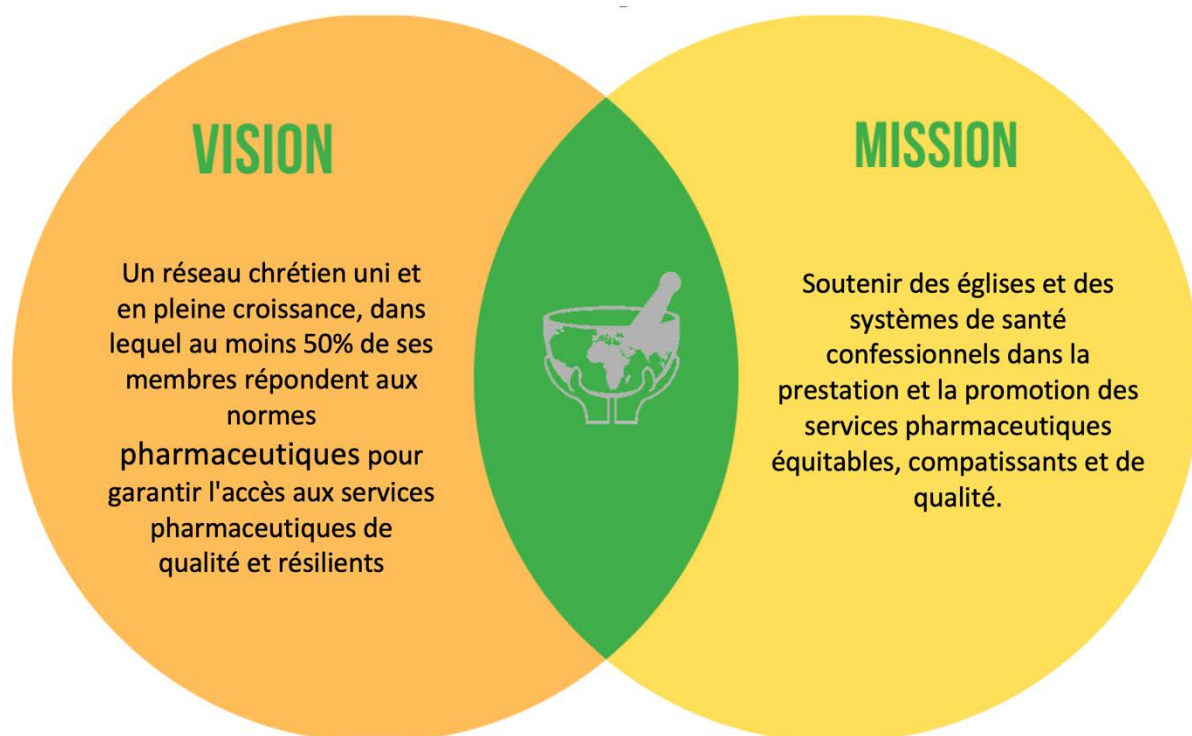 VISION
Un réseau chrétien uni et
en pleine croissance, dans
lequel au moins 50% de ses
membres répondent aux
normes
pharmaceutiques pour
garantir l'accès aux services
pharmaceutiques de
qualité et résilients
MISSION
Soutenir des églises et des
systèmes de santé
confessionnels dans la
prestation et la promotion des
services pharmaceutiques
équitables, compatissants et de
qualité.